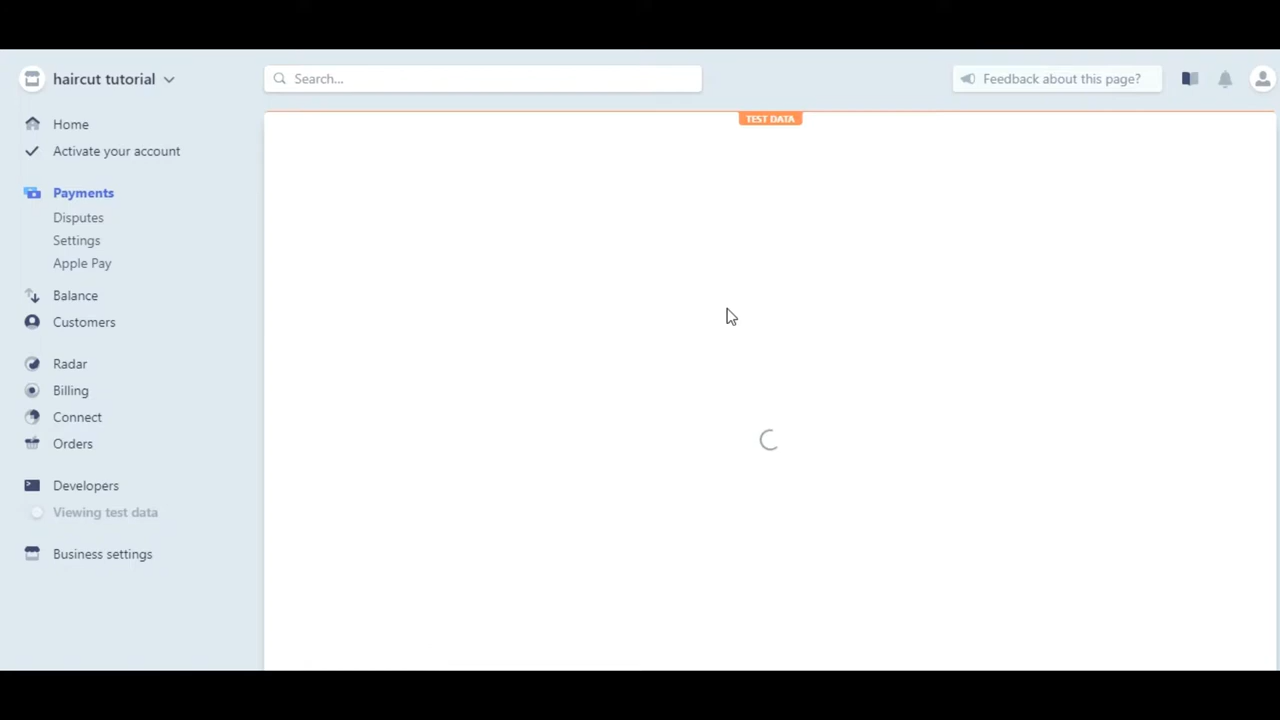 haircut tutorial
Search...
Feedback about this page?
TEST DATA
Home
Activate your account
Payments
Disputes
Settings
Apple Pay
Balance
Customers
Radar
Billing
Connect
Orders
Developers
Viewing test data
Business settings